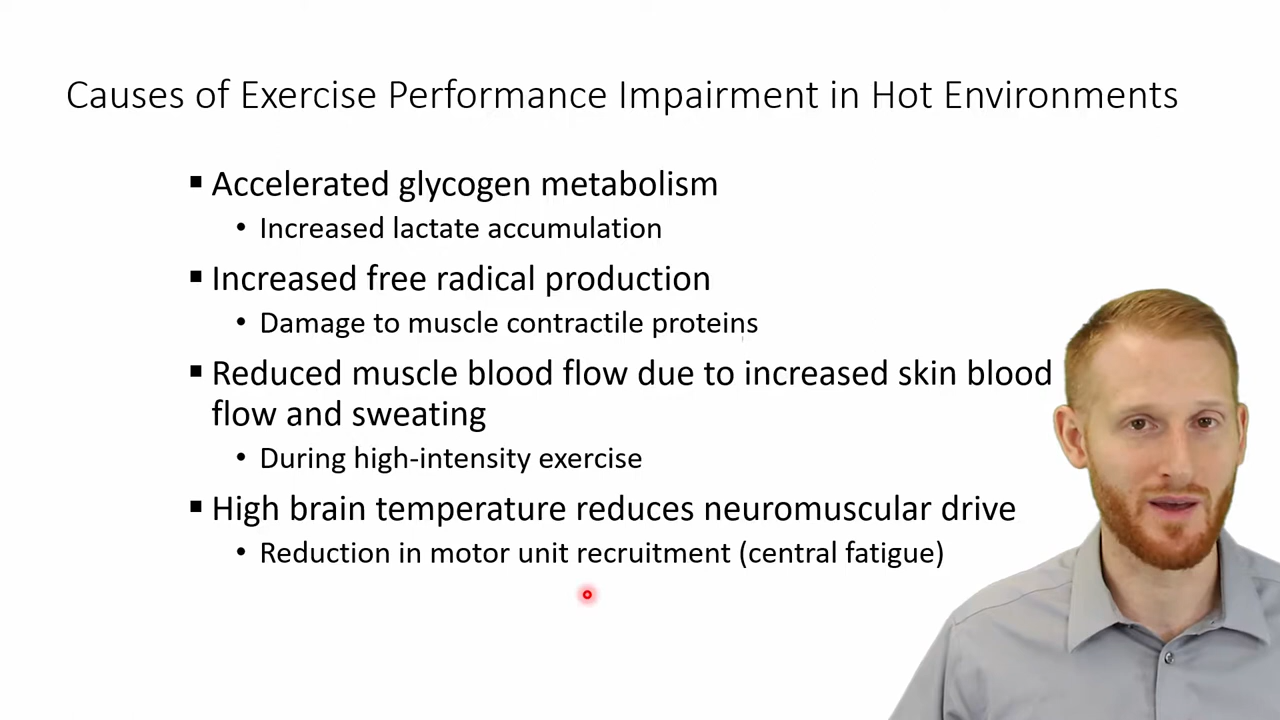 Causes of Exercise Performance Impairment in Hot Environments
▪ Accelerated glycogen metabolism
• Increased lactate accumulation
▪ Increased free radical production
• Damage to muscle contractile proteins
▪ Reduced muscle blood flow due to increased skin blood
flow and sweating
• During high-intensity exercise
▪ High brain temperature reduces neuromuscular drive
• Reduction in motor unit recruitment (central fatigue)